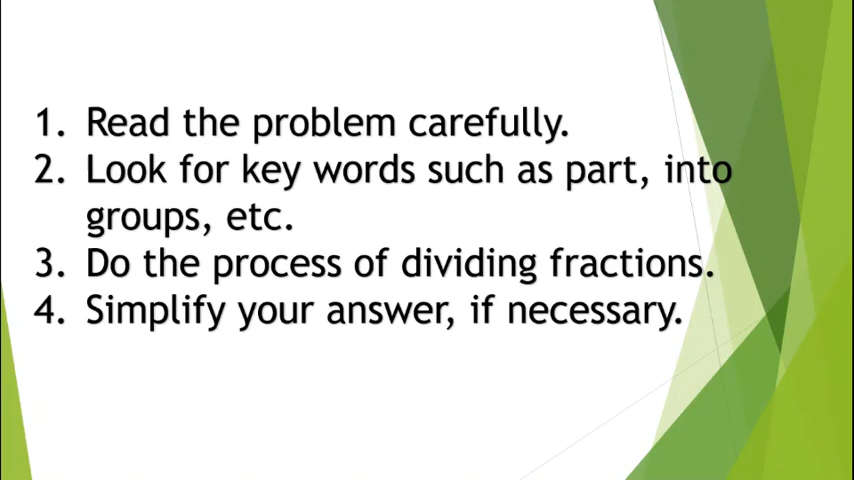 1. Read the problem carefully.
2. Look for key words such as part, into
groups, etc.
3. Do the process of dividing fractions.
4. Simplify your answer, if necessary.